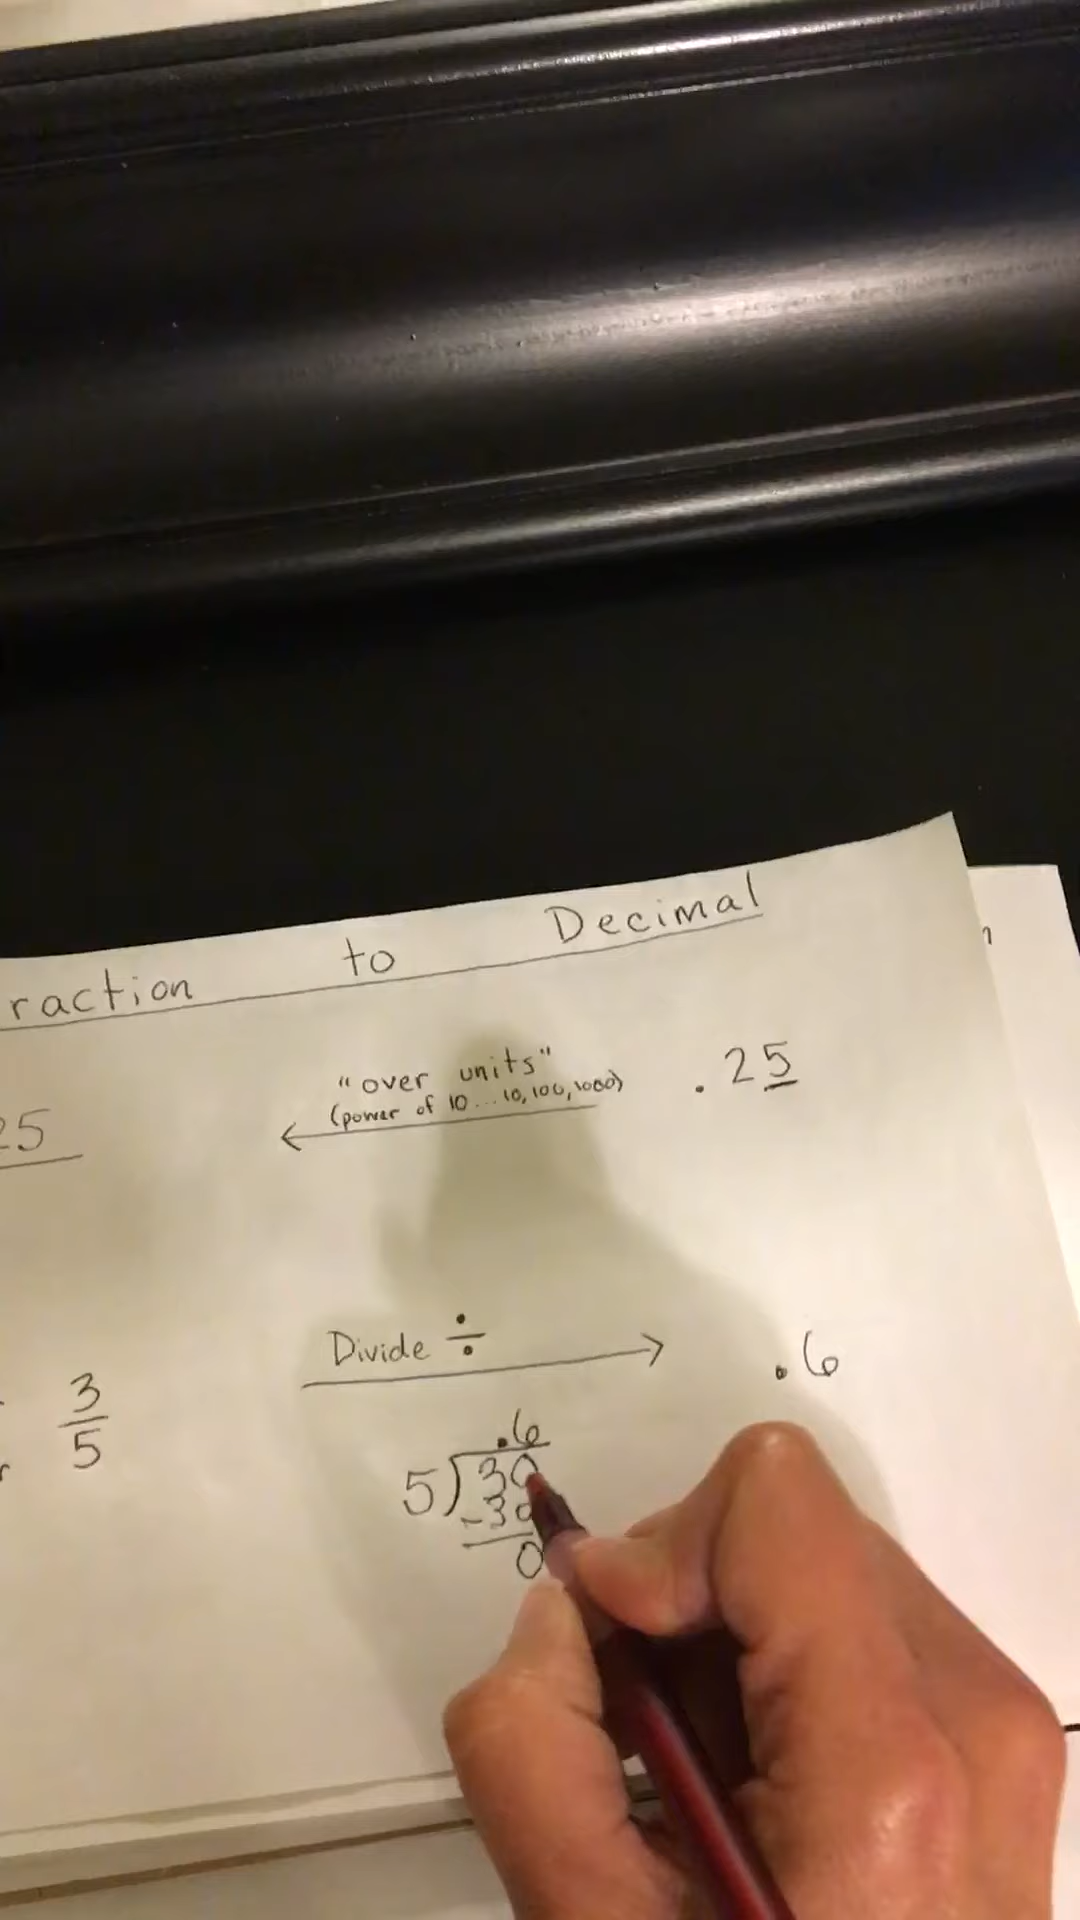 raction to Decimal
"over units"
(power of 10...10,100,1000)
.25
25
Divide ÷
.6
3
5
.6
5)30
-30
0